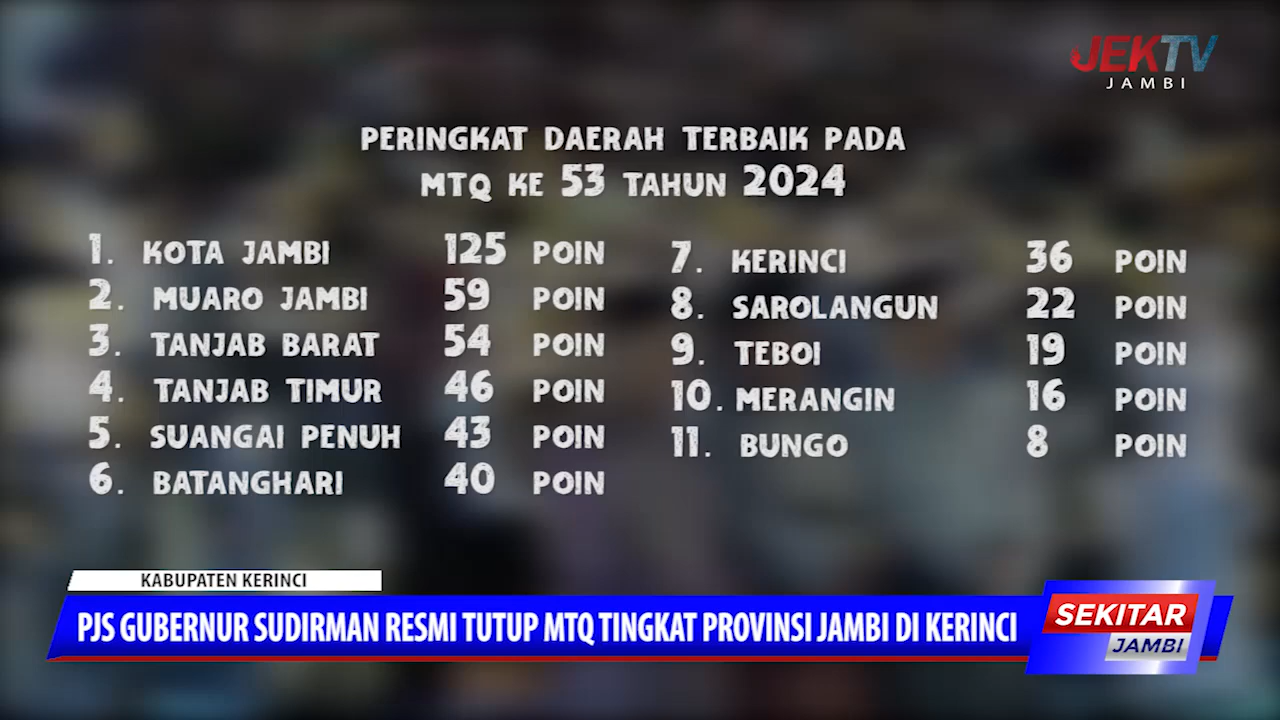 JEKTV
JAMBI
PERINGKAT DAERAH TERBAIK PADA
MTQ KE 53 TAHUN 2024
1. KOTA JAMBI 125 POIN
2. MUARO JAMBI 59 POIN
3. TANJAB BARAT 54 POIN
4. TANJAB TIMUR 46 POIN
5. SUANGAI PENUH 43 POIN
6. BATANGHARI 40 POIN
7. KERINCI 36 POIN
8. SAROLANGUN 22 POIN
9. TEBOI 19 POIN
10. MERANGIN 16 POIN
11. BUNGO 8 POIN
KABUPATEN KERINCI
PJS GUBERNUR SUDIRMAN RESMI TUTUP MTQ TINGKAT PROVINSI JAMBI DI KERINCI
SEKITAR
JAMBI